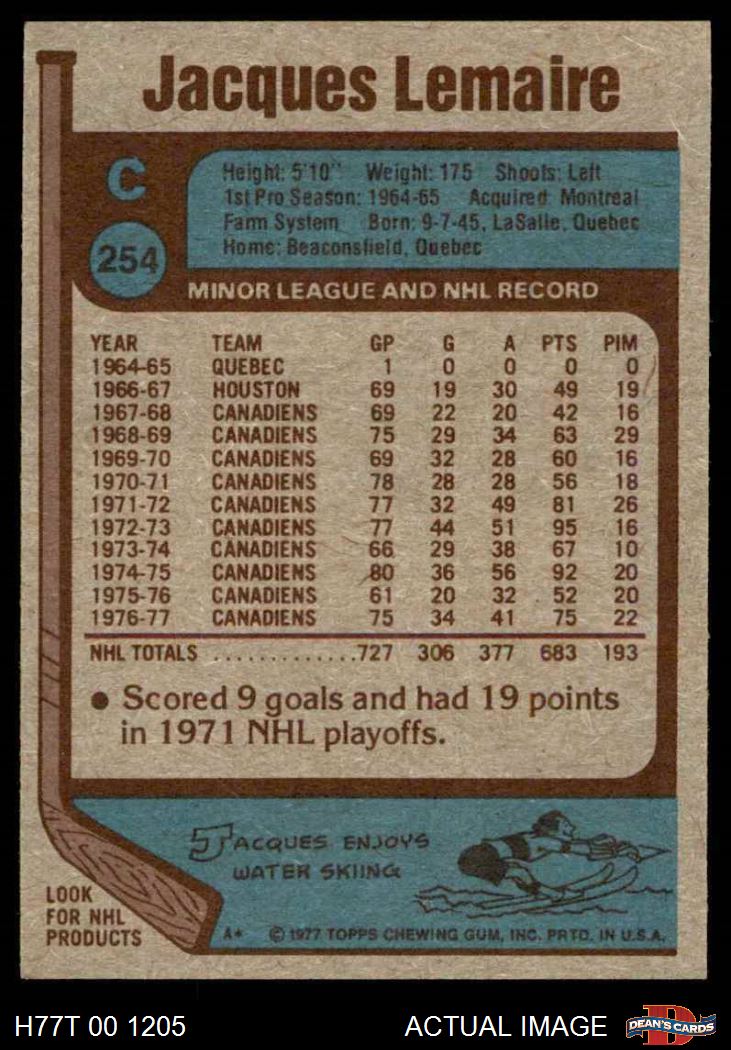 Jacques Lemaire
C
254
Height: 5'10" Weight: 175 Shoots: Left
1st Pro Season: 1964-65 Acquired: Montreal
Farm System Born: 9-7-45, LaSalle, Quebec
Home: Beaconsfield, Quebec
MINOR LEAGUE AND NHL RECORD
YEAR TEAM GP G A PTS PIM
1964-65 QUEBEC 1 0 0 0 0
1966-67 HOUSTON 69 19 30 49 19
1967-68 CANADIENS 69 22 20 42 16
1968-69 CANADIENS 75 29 34 63 29
1969-70 CANADIENS 69 32 28 60 16
1970-71 CANADIENS 78 28 28 56 18
1971-72 CANADIENS 77 32 49 81 26
1972-73 CANADIENS 77 44 51 95 16
1973-74 CANADIENS 66 29 38 67 10
1974-75 CANADIENS 80 36 56 92 20
1975-76 CANADIENS 61 20 32 52 20
1976-77 CANADIENS 75 34 41 75 22
NHL TOTALS .............727 306 377 683 193
• Scored 9 goals and had 19 points
in 1971 NHL playoffs.
JACQUES ENJOYS
WATER SKIING
LOOK
FOR NHL
PRODUCTS
A* © 1977 TOPPS CHEWING GUM, INC. PRTD. IN U.S.A.
H77T 00 1205 ACTUAL IMAGE
D
DEAN'S CARDS